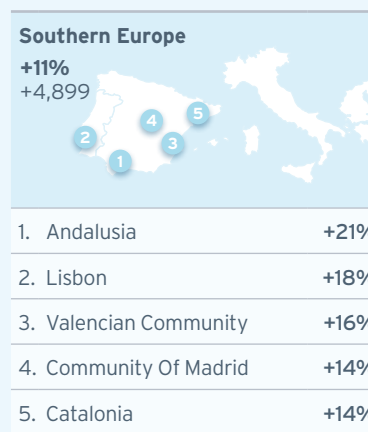 Southern Europe
+11%
+4,899
5
4
2
3
1
1. Andalusia +21%
2. Lisbon +18%
3. Valencian Community +16%
4. Community Of Madrid +14%
5. Catalonia +14%